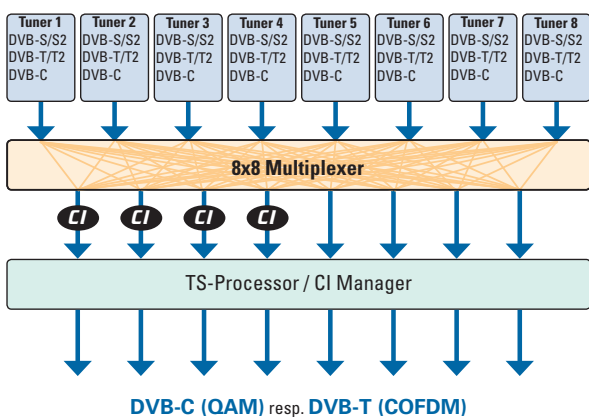 Tuner 1
DVB-S/S2
DVB-T/T2
DVB-C
Tuner 2
DVB-S/S2
DVB-T/T2
DVB-C
Tuner 3
DVB-S/S2
DVB-T/T2
DVB-C
Tuner 4
DVB-S/S2
DVB-T/T2
DVB-C
Tuner 5
DVB-S/S2
DVB-T/T2
DVB-C
Tuner 6
DVB-S/S2
DVB-T/T2
DVB-C
Tuner 7
DVB-S/S2
DVB-T/T2
DVB-C
Tuner 8
DVB-S/S2
DVB-T/T2
DVB-C
8x8 Multiplexer
CI CI CI CI
TS-Processor / CI Manager
DVB-C (QAM) resp. DVB-T (COFDM)